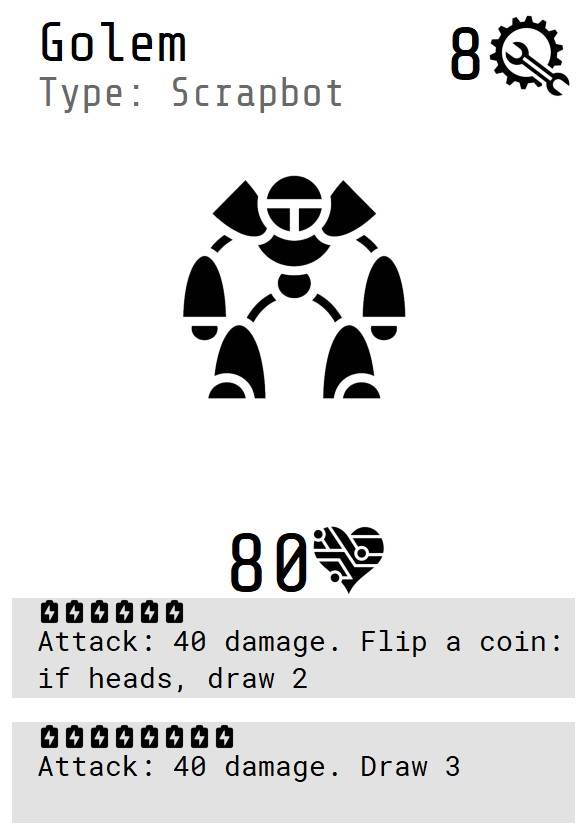 Golem
8
Type: Scrapbot
80
Attack: 40 damage. Flip a coin:
if heads, draw 2
Attack: 40 damage. Draw 3